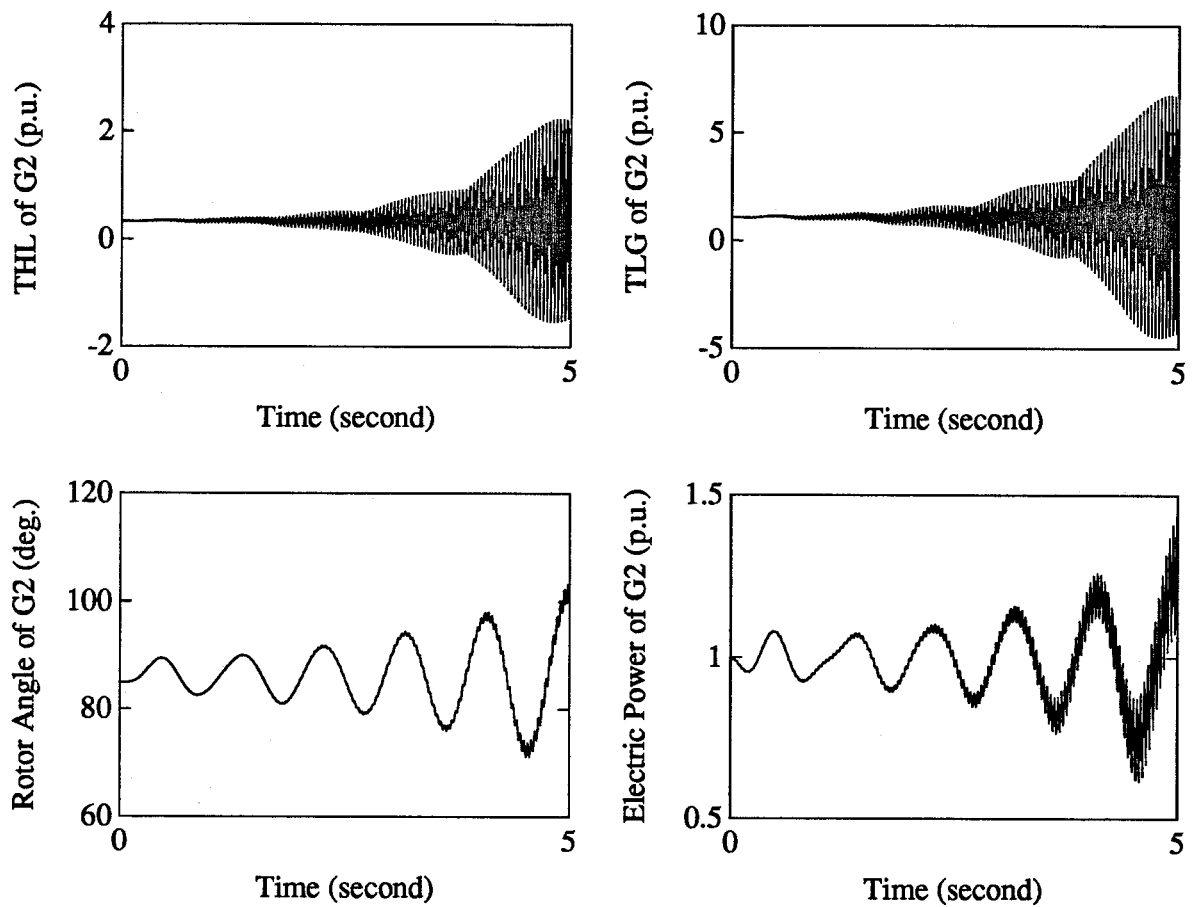 THL of G2 (p.u.)
4
2
0
-2
0
5
Time (second)
TLG of G2 (p.u.)
10
5
0
-5
0
5
Time (second)
Rotor Angle of G2 (deg.)
120
100
80
60
0
5
Time (second)
Electric Power of G2 (p.u.)
1.5
1
0.5
0
5
Time (second)